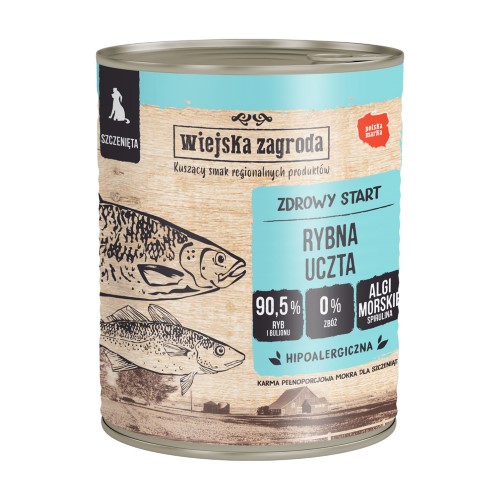 SZCZENIĘTA
Wiejska zagroda
Kuszący smak regionalnych produktów
polska
marka
ZDROWY START
RYBNA
UCZTA
90,5%
RYB
I BULIONU
0%
ZBÓŻ
ALGI
MORSKIE
SPIRULINA
HIPOALERGICZNA
KARMA PEŁNOPORCJOWA MOKRA DLA SZCZENIĄT